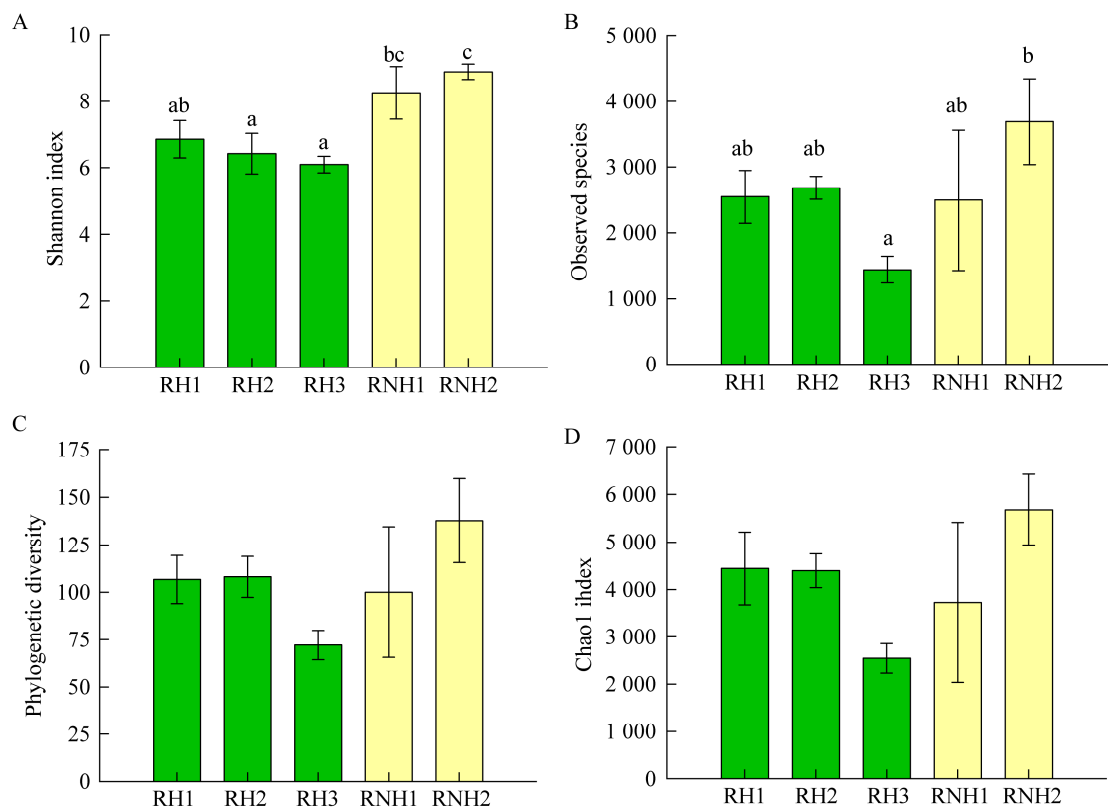 A
Shannon index
10
8
6
4
2
0
ab
a
a
bc
c
RH1 RH2 RH3 RNH1 RNH2
B
Observed species
5 000
4 000
3 000
2 000
1 000
0
ab
ab
a
ab
b
RH1 RH2 RH3 RNH1 RNH2
C
Phylogenetic diversity
175
150
125
100
75
50
25
0
RH1 RH2 RH3 RNH1 RNH2
D
Chao1 ihdex
7 000
6 000
5 000
4 000
3 000
2 000
1 000
0
RH1 RH2 RH3 RNH1 RNH2